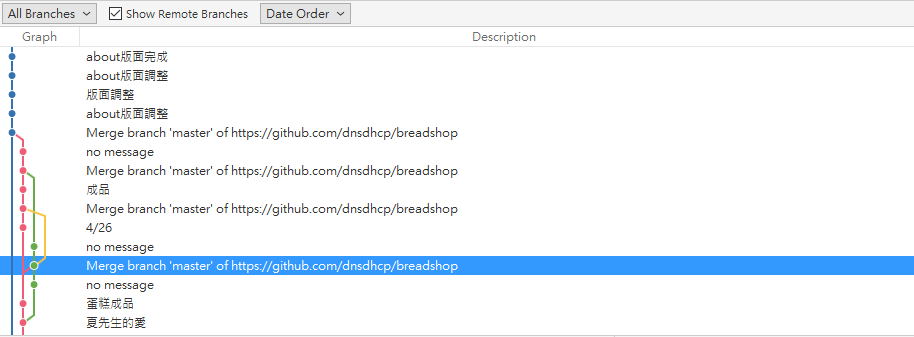 All Branches Show Remote Branches Date Order
Graph Description
about版面完成
about版面調整
版面調整
about版面調整
Merge branch 'master' of https://github.com/dnsdhcp/breadshop
no message
Merge branch 'master' of https://github.com/dnsdhcp/breadshop
成品
Merge branch 'master' of https://github.com/dnsdhcp/breadshop
4/26
no message
Merge branch 'master' of https://github.com/dnsdhcp/breadshop
no message
蛋糕成品
夏先生的愛